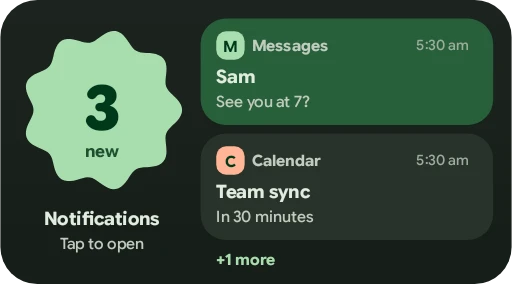 3
new
Notifications
Tap to open
M Messages 5:30 am
Sam
See you at 7?
C Calendar 5:30 am
Team sync
In 30 minutes
+1 more